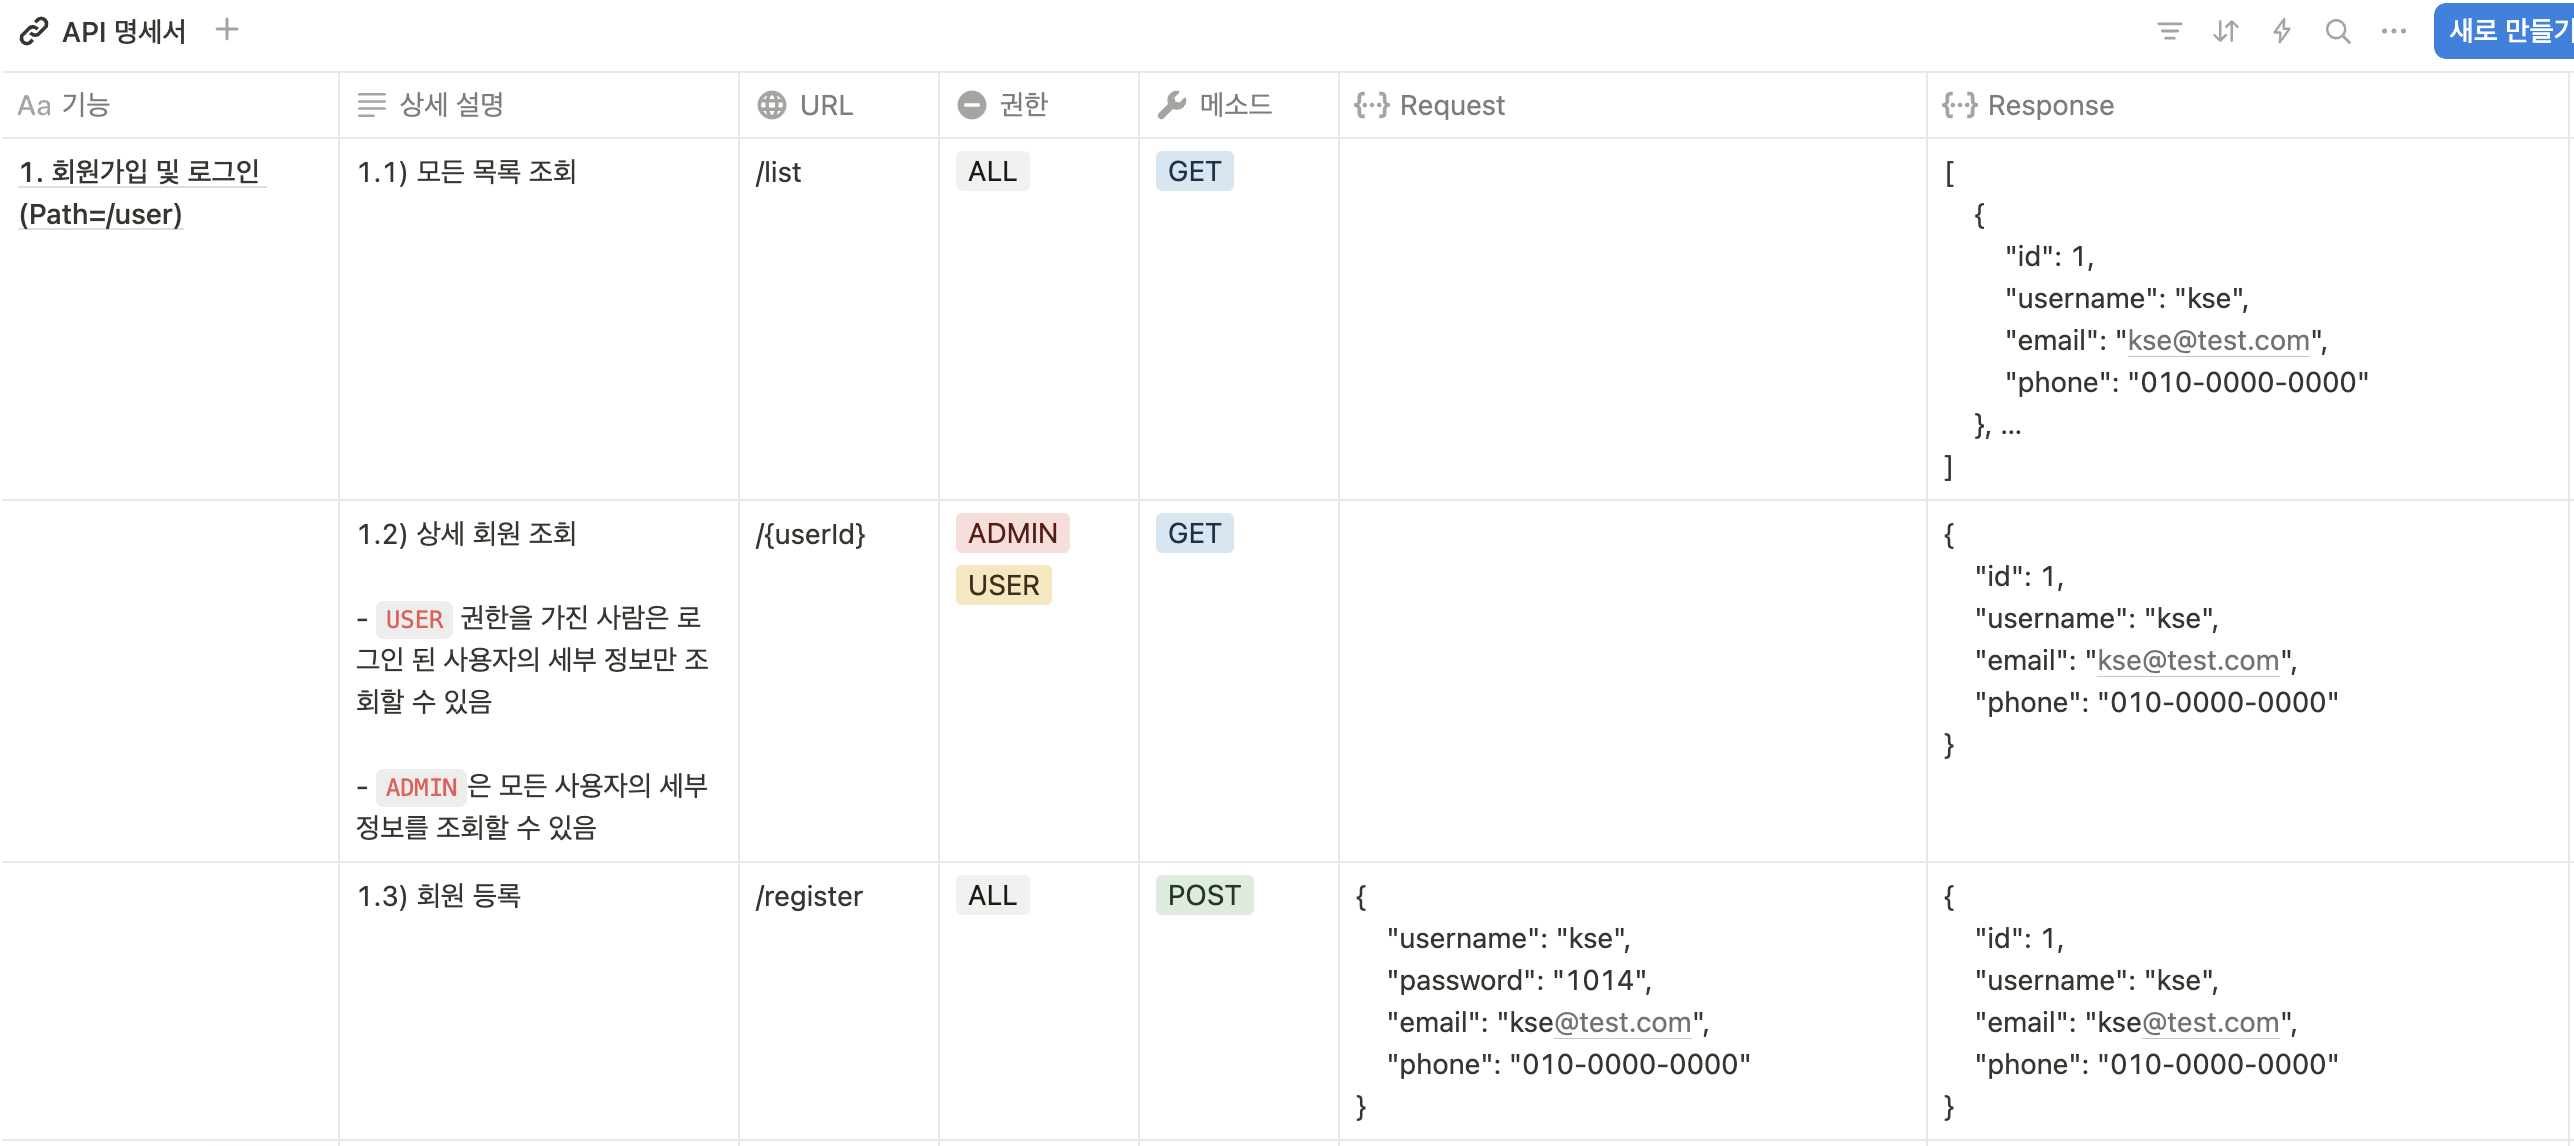 API 명세서
새로 만들기
Aa 기능
상세 설명
URL
권한
메소드
Request
Response
1. 회원가입 및 로그인
(Path=/user)
1.1) 모든 목록 조회
/list
ALL
GET
[
{
"id": 1,
"username": "kse",
"email": "kse@test.com",
"phone": "010-0000-0000"
}, ...
]
1.2) 상세 회원 조회
- USER 권한을 가진 사람은 로
그인 된 사용자의 세부 정보만 조
회할 수 있음
- ADMIN은 모든 사용자의 세부
정보를 조회할 수 있음
/{userId}
ADMIN
USER
GET
{
"id": 1,
"username": "kse",
"email": "kse@test.com",
"phone": "010-0000-0000"
}
1.3) 회원 등록
/register
ALL
POST
{
"username": "kse",
"password": "1014",
"email": "kse@test.com",
"phone": "010-0000-0000"
}
{
"id": 1,
"username": "kse",
"email": "kse@test.com",
"phone": "010-0000-0000"
}